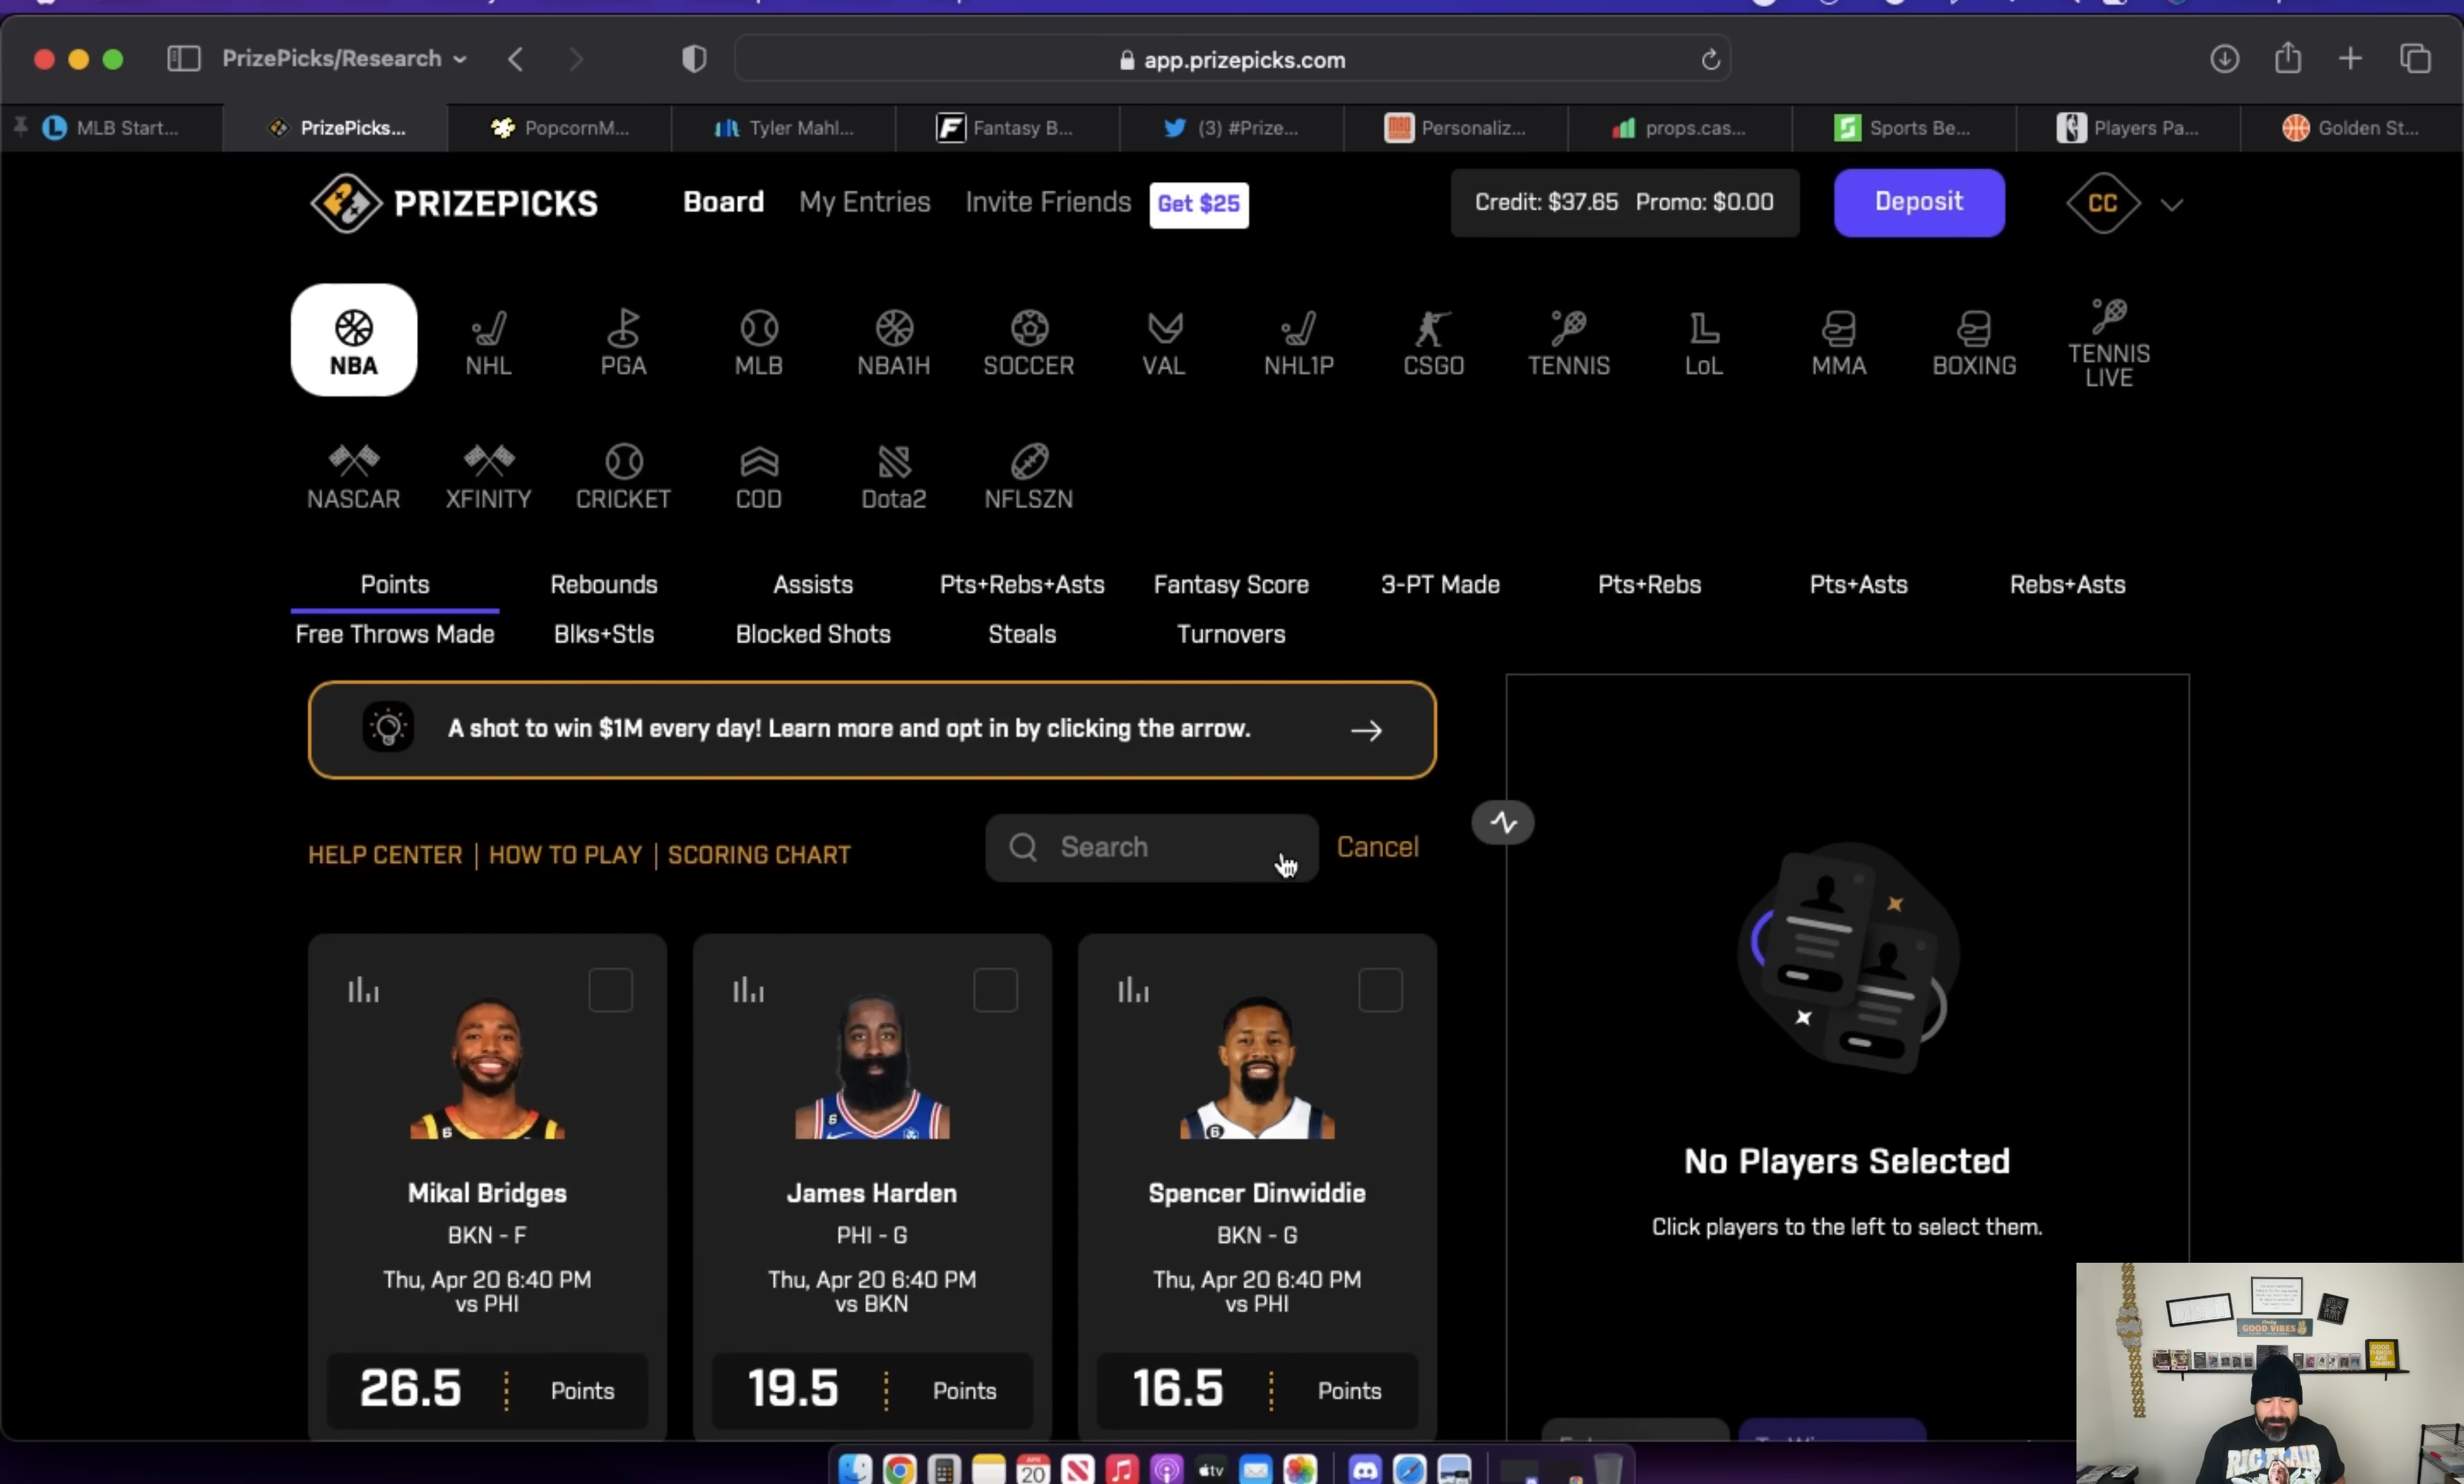 PrizePicks/Research
app.prizepicks.com
MLB Start...
PrizePicks...
PopcornM...
Tyler Mahl...
Fantasy B...
(3) #Prize...
Personaliz...
props.cas...
Sports Be...
Players Pa...
Golden St...
PRIZEPICKS Board My Entries Invite Friends Get $25 Credit: $37.65 Promo: $0.00 Deposit CC
NBA NHL PGA MLB NBA1H SOCCER VAL NHL1P CSGO TENNIS LoL MMA BOXING TENNIS LIVE
NASCAR XFINITY CRICKET COD Dota2 NFLSZN
Points Rebounds Assists Pts+Rebs+Asts Fantasy Score 3-PT Made Pts+Rebs Pts+Asts Rebs+Asts
Free Throws Made Blks+Stls Blocked Shots Steals Turnovers
A shot to win $1M every day! Learn more and opt in by clicking the arrow.
HELP CENTER | HOW TO PLAY | SCORING CHART Search Cancel
Mikal Bridges
BKN - F
Thu, Apr 20 6:40 PM
vs PHI
26.5 Points
James Harden
PHI - G
Thu, Apr 20 6:40 PM
vs BKN
19.5 Points
Spencer Dinwiddie
BKN - G
Thu, Apr 20 6:40 PM
vs PHI
16.5 Points
No Players Selected
Click players to the left to select them.
GOOD VIBES
APR
20
tv